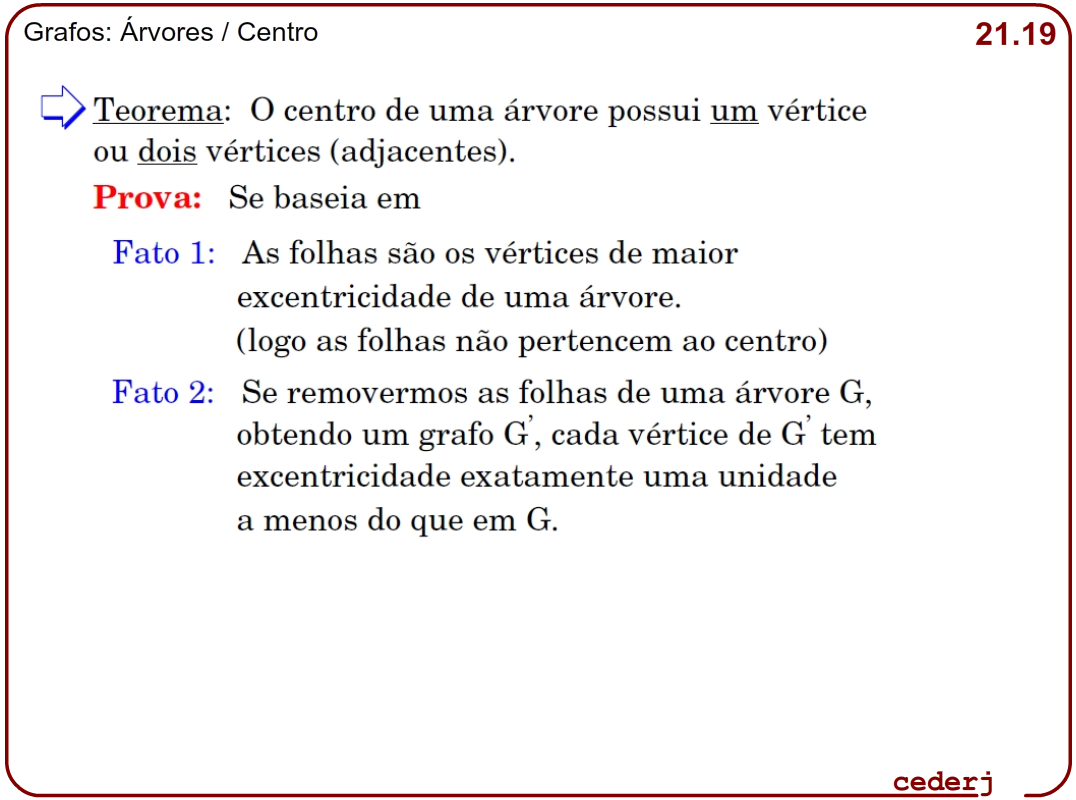 Grafos: Árvores / Centro
21.19
Teorema: O centro de uma árvore possui um vértice
ou dois vértices (adjacentes).
Prova: Se baseia em
Fato 1: As folhas são os vértices de maior
excentricidade de uma árvore.
(logo as folhas não pertencem ao centro)
Fato 2: Se removermos as folhas de uma árvore G,
obtendo um grafo G’, cada vértice de G’ tem
excentricidade exatamente uma unidade
a menos do que em G.
cederj